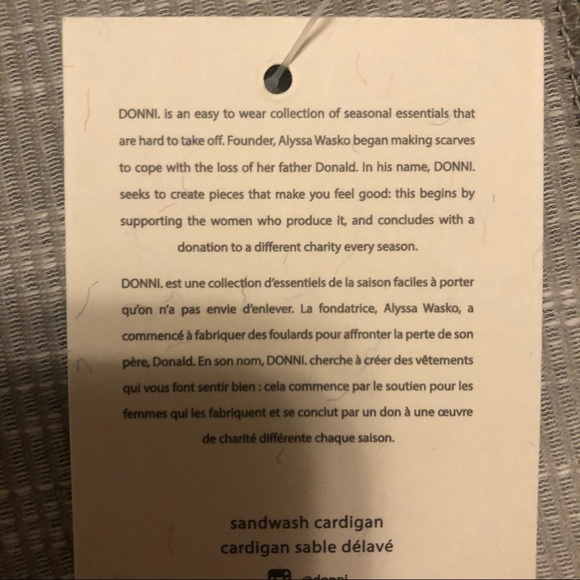 DONNI. is an easy to wear collection of seasonal essentials that
are hard to take off. Founder, Alyssa Wasko began making scarves
to cope with the loss of her father Donald. In his name, DONNI.
seeks to create pieces that make you feel good: this begins by
supporting the women who produce it, and concludes with a
donation to a different charity every season.
DONNI. est une collection d'essentiels de la saison faciles à porter
qu'on n'a pas envie d'enlever. La fondatrice, Alyssa Wasko, a
commencé à fabriquer des foulards pour affronter la perte de son
père, Donald. En son nom, DONNI. cherche à créer des vêtements
qui vous font sentir bien : cela commence par le soutien pour les
femmes qui les fabriquent et se conclut par un don à une œuvre
de charité différente chaque saison.
sandwash cardigan
cardigan sable délavé